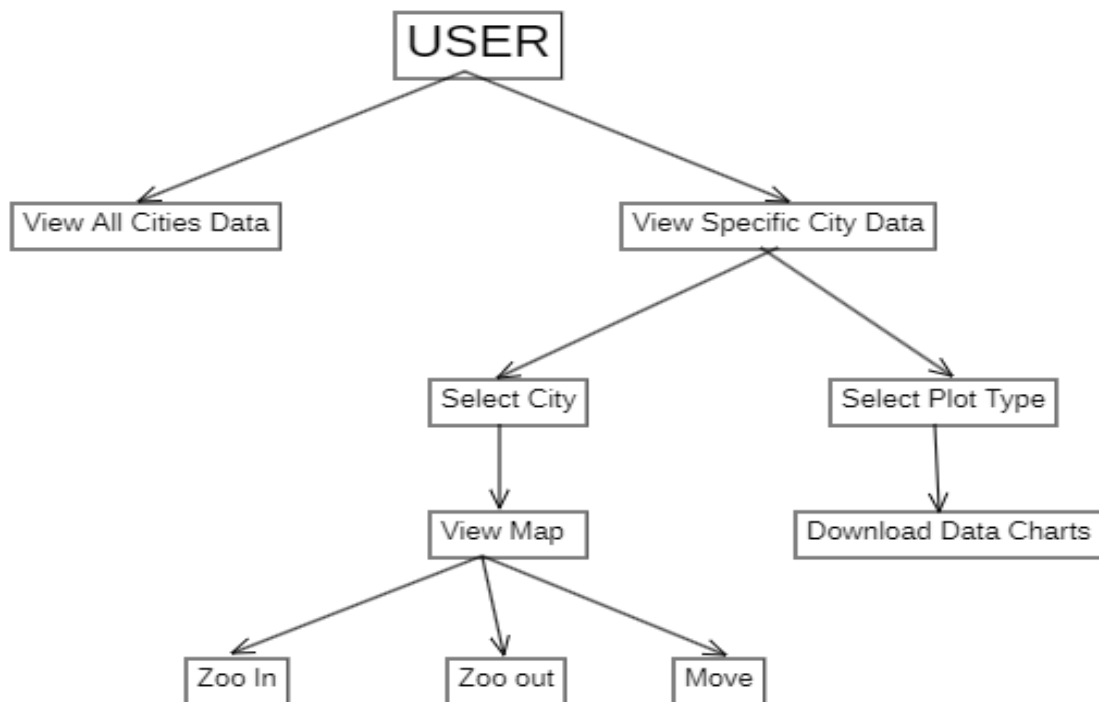 USER
View All Cities Data
View Specific City Data
Select City
Select Plot Type
View Map
Download Data Charts
Zoo In
Zoo out
Move